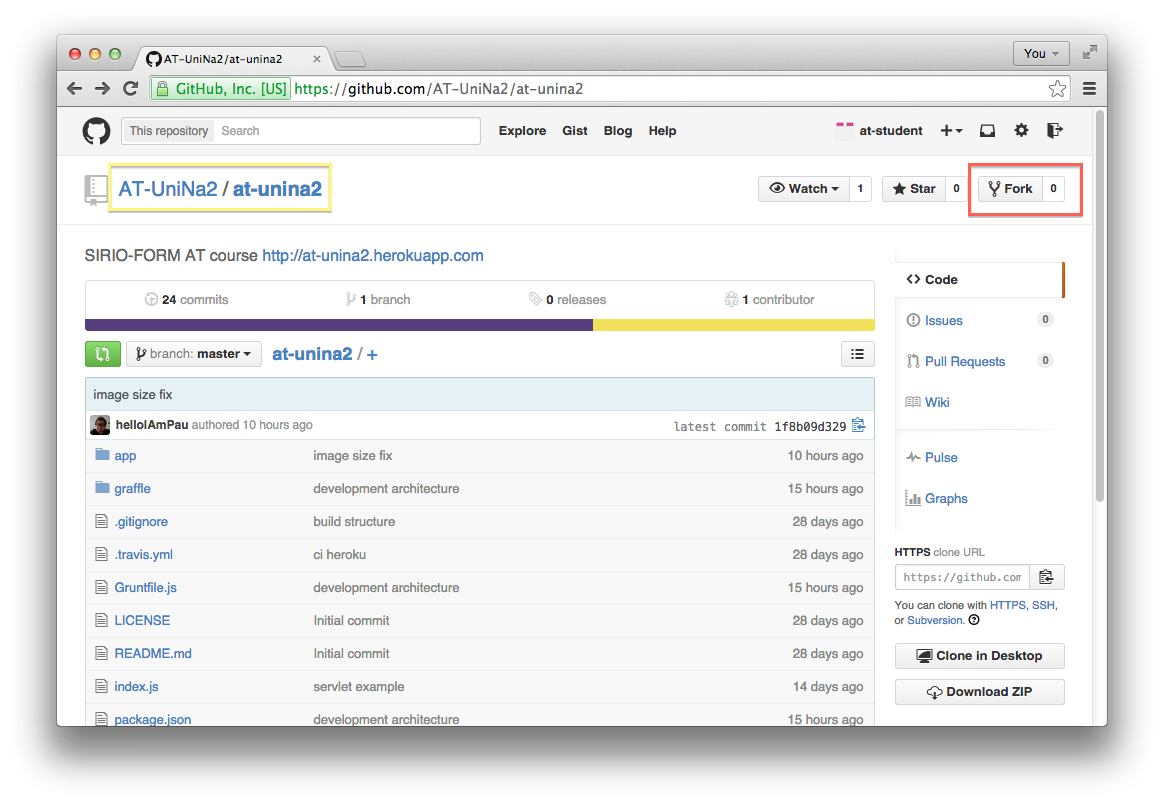 AT-UniNa2/at-unina2
You
GitHub, Inc. [US] https://github.com/AT-UniNa2/at-unina2
This repository Search Explore Gist Blog Help at-student
AT-UniNa2 / at-unina2 Watch 1 Star 0 Fork 0
SIRIO-FORM AT course http://at-unina2.herokuapp.com
24 commits 1 branch 0 releases 1 contributor
branch: master at-unina2 / +
image size fix
helloIAmPau authored 10 hours ago latest commit 1f8b09d329
app image size fix 10 hours ago
graffle development architecture 15 hours ago
.gitignore build structure 28 days ago
.travis.yml ci heroku 28 days ago
Gruntfile.js development architecture 15 hours ago
LICENSE Initial commit 28 days ago
README.md Initial commit 28 days ago
index.js servlet example 14 days ago
package.json development architecture 15 hours ago
Code
Issues 0
Pull Requests 0
Wiki
Pulse
Graphs
HTTPS clone URL
https://github.com
You can clone with HTTPS, SSH,
or Subversion.
Clone in Desktop
Download ZIP